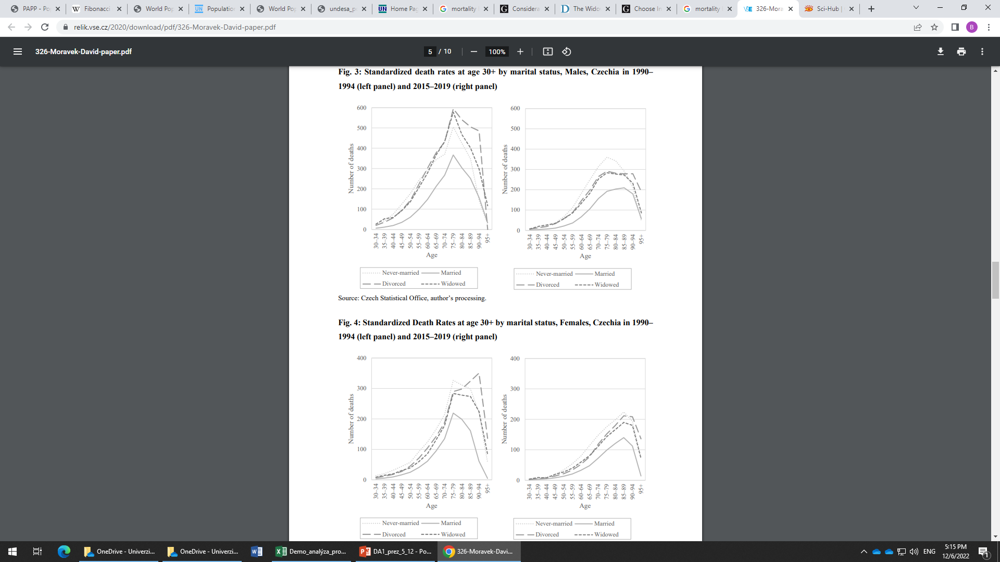 PAPP - Po
Fibonacci
World Pop
UN Population
World Pop
undesa_p
UN Home Pag
mortality
Considera
The Wido
Choose In
mortality
VŠE 326-Mora
Sci-Hub |
relik.vse.cz/2020/download/pdf/326-Moravek-David-paper.pdf
B
326-Moravek-David-paper.pdf
5 / 10
100%
Fig. 3: Standardized death rates at age 30+ by marital status, Males, Czechia in 1990–
1994 (left panel) and 2015–2019 (right panel)
600
500
400
300
200
100
0
Number of deaths
30–34
35–39
40–44
45–49
50–54
55–59
60–64
65–69
70–74
75–79
80–84
85–89
90–94
95+
Age
Never-married
Married
Divorced
Widowed
600
500
400
300
200
100
0
Number of deaths
30–34
35–39
40–44
45–49
50–54
55–59
60–64
65–69
70–74
75–79
80–84
85–89
90–94
95+
Age
Never-married
Married
Divorced
Widowed
Source: Czech Statistical Office, author’s processing.
Fig. 4: Standardized Death Rates at age 30+ by marital status, Females, Czechia in 1990–
1994 (left panel) and 2015–2019 (right panel)
400
300
200
100
0
Number of deaths
30–34
35–39
40–44
45–49
50–54
55–59
60–64
65–69
70–74
75–79
80–84
85–89
90–94
95+
Age
Never-married
Married
Divorced
Widowed
400
300
200
100
0
Number of deaths
30–34
35–39
40–44
45–49
50–54
55–59
60–64
65–69
70–74
75–79
80–84
85–89
90–94
95+
Age
Never-married
Married
Divorced
Widowed
OneDrive - Univerzi...
OneDrive - Univerzi...
Demo_analýza_pro...
DA1_prez_5_12 - Po...
326-Moravek-Davi...
ENG
5:15 PM
12/6/2022
1